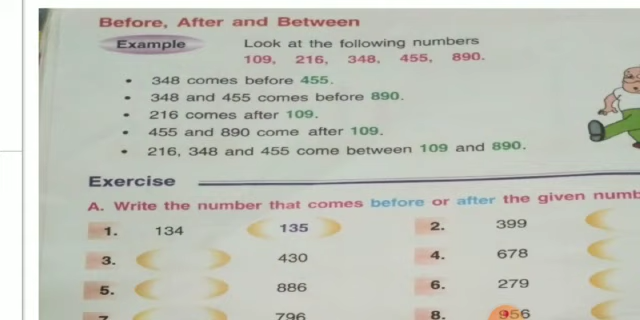 Before, After and Between
Example
Look at the following numbers
109, 216, 348, 455, 890.
• 348 comes before 455.
• 348 and 455 comes before 890.
• 216 comes after 109.
• 455 and 890 come after 109.
• 216, 348 and 455 come between 109 and 890.
Exercise
A. Write the number that comes before or after the given numb
1. 134 135 2. 399
3. 430 4. 678
5. 886 6. 279
7 796 8. 956